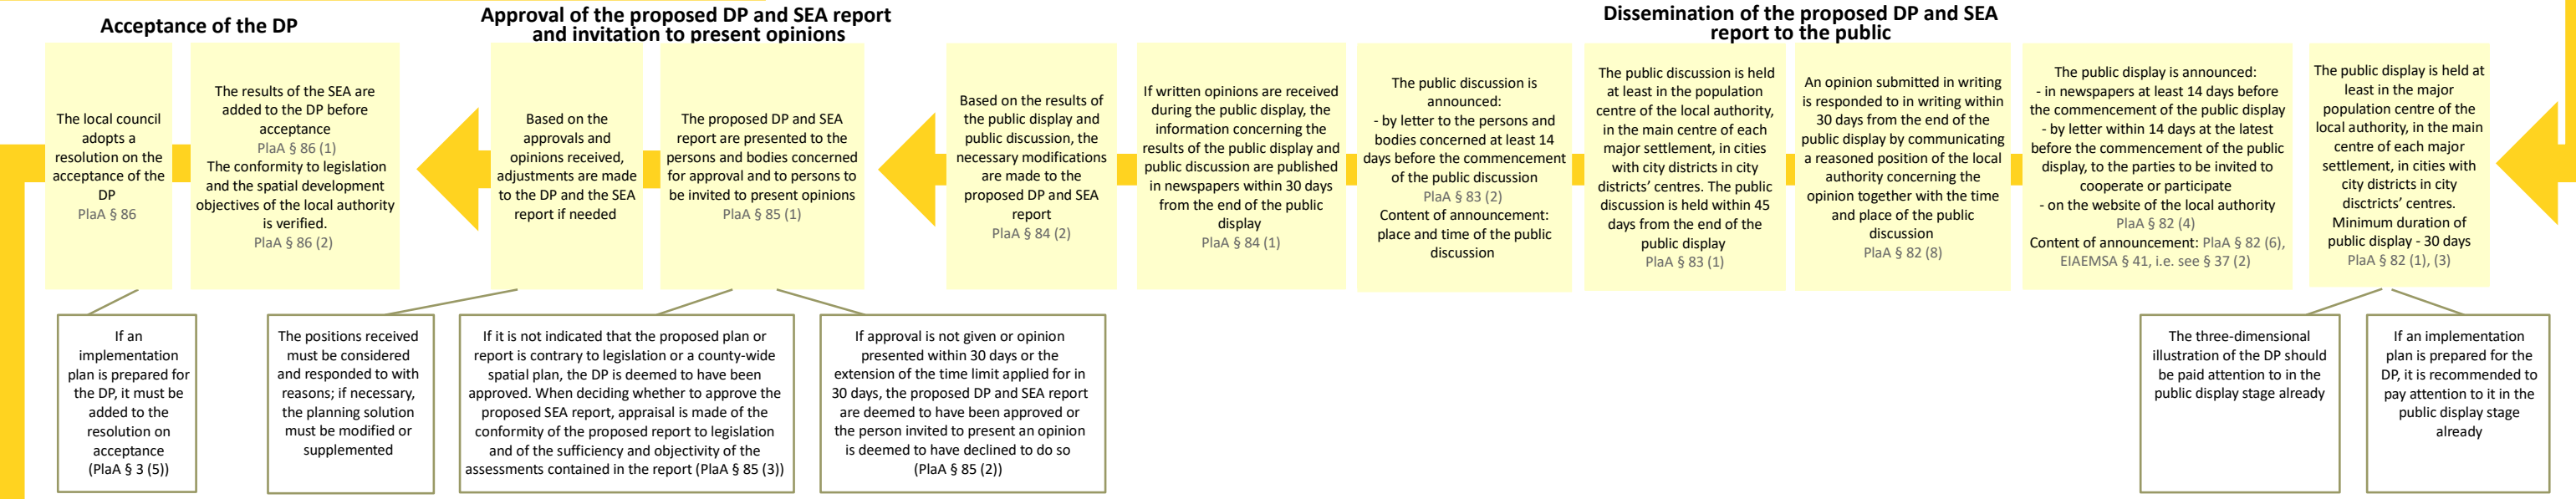 Acceptance of the DP
The local council
adopts a
resolution on the
acceptance of the
DP
PlaA § 86
The results of the SEA are
added to the DP before
acceptance
PlaA § 86 (1)
The conformity to legislation
and the spatial development
objectives of the local authority
is verified.
PlaA § 86 (2)
Approval of the proposed DP and SEA report
and invitation to present opinions
Based on the
approvals and
opinions received,
adjustments are made
to the DP and the SEA
report if needed
The proposed DP and SEA
report are presented to the
persons and bodies concerned
for approval and to persons to
be invited to present opinions
PlaA § 85 (1)
Dissemination of the proposed DP and SEA
report to the public
Based on the results of
the public display and
public discussion, the
necessary modifications
are made to the
proposed DP and SEA
report
PlaA § 84 (2)
If written opinions are received
during the public display, the
information concerning the
results of the public display and
public discussion are published
in newspapers within 30 days
from the end of the public
display
PlaA § 84 (1)
The public discussion is
announced:
- by letter to the persons and
bodies concerned at least 14
days before the commencement
of the public discussion
PlaA § 83 (2)
Content of announcement:
place and time of the public
discussion
The public discussion is held
at least in the population
centre of the local authority,
in the main centre of each
major settlement, in cities
with city districts in city
districts’ centres. The public
discussion is held within 45
days from the end of the
public display
PlaA § 83 (1)
An opinion submitted in writing
is responded to in writing within
30 days from the end of the
public display by communicating
a reasoned position of the local
authority concerning the
opinion together with the time
and place of the public
discussion
PlaA § 82 (8)
The public display is announced:
- in newspapers at least 14 days before
the commencement of the public display
- by letter within 14 days at the latest
before the commencement of the public
display, to the parties to be invited to
cooperate or participate
- on the website of the local authority
PlaA § 82 (4)
Content of announcement: PlaA § 82 (6),
EIAEMSA § 41, i.e. see § 37 (2)
The public display is held at
least in the major
population centre of the
local authority, in the main
centre of each major
settlement, in cities with
city districts in city
disctricts’ centres.
Minimum duration of
public display - 30 days
PlaA § 82 (1), (3)
If an
implementation
plan is prepared for
the DP, it must be
added to the
resolution on
acceptance
(PlaA § 3 (5))
The positions received
must be considered
and responded to with
reasons; if necessary,
the planning solution
must be modified or
supplemented
If it is not indicated that the proposed plan or
report is contrary to legislation or a county-wide
spatial plan, the DP is deemed to have been
approved. When deciding whether to approve the
proposed SEA report, appraisal is made of the
conformity of the proposed report to legislation
and of the sufficiency and objectivity of the
assessments contained in the report (PlaA § 85 (3))
If approval is not given or opinion
presented within 30 days or the
extension of the time limit applied for in
30 days, the proposed DP and SEA report
are deemed to have been approved or
the person invited to present an opinion
is deemed to have declined to do so
(PlaA § 85 (2))
The three-dimensional
illustration of the DP should
be paid attention to in the
public display stage already
If an implementation
plan is prepared for the
DP, it is recommended to
pay attention to it in the
public display stage
already